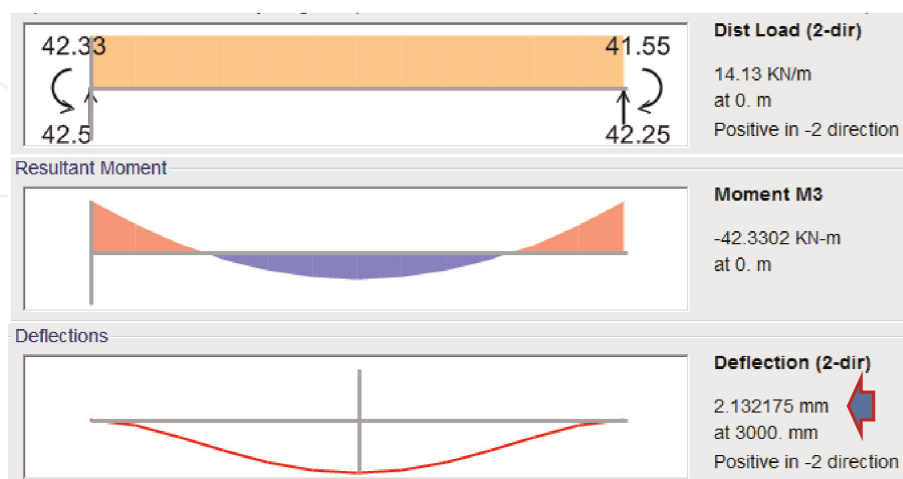 42.33 41.55
42.5 42.25
Dist Load (2-dir)
14.13 KN/m
at 0. m
Positive in -2 direction
Resultant Moment
Moment M3
-42.3302 KN-m
at 0. m
Deflections
Deflection (2-dir)
2.132175 mm
at 3000. mm
Positive in -2 direction